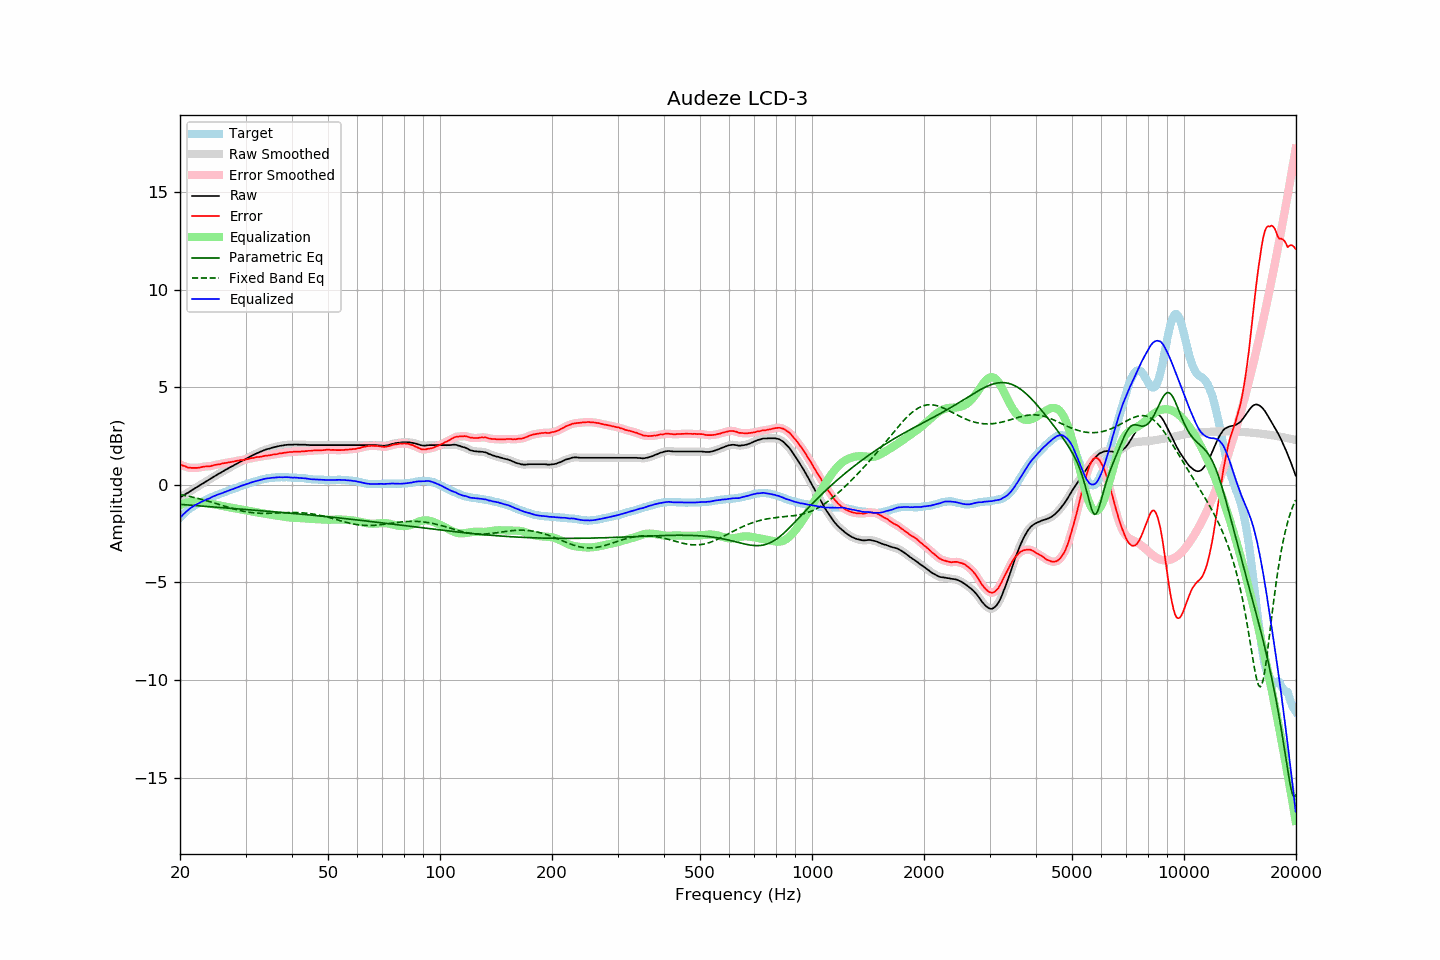 Audeze LCD-3
Target
Raw Smoothed
Error Smoothed
Raw
Error
Equalization
Parametric Eq
Fixed Band Eq
Equalized
Amplitude (dBr)
15
10
5
0
−5
−10
−15
20 50 100 200 500 1000 2000 5000 10000 20000
Frequency (Hz)